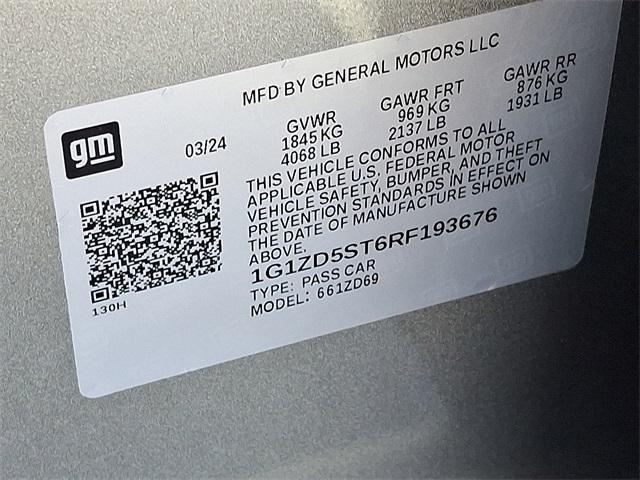 MFD BY GENERAL MOTORS LLC
gm
03/24
GVWR
1845 KG
4068 LB
GAWR FRT
969 KG
2137 LB
GAWR RR
876 KG
1931 LB
THIS VEHICLE CONFORMS TO ALL
APPLICABLE U.S. FEDERAL MOTOR
VEHICLE SAFETY, BUMPER, AND THEFT
PREVENTION STANDARDS IN EFFECT ON
THE DATE OF MANUFACTURE SHOWN
ABOVE.
1G1ZD5ST6RF193676
TYPE: PASS CAR
MODEL: 661ZD69
130H